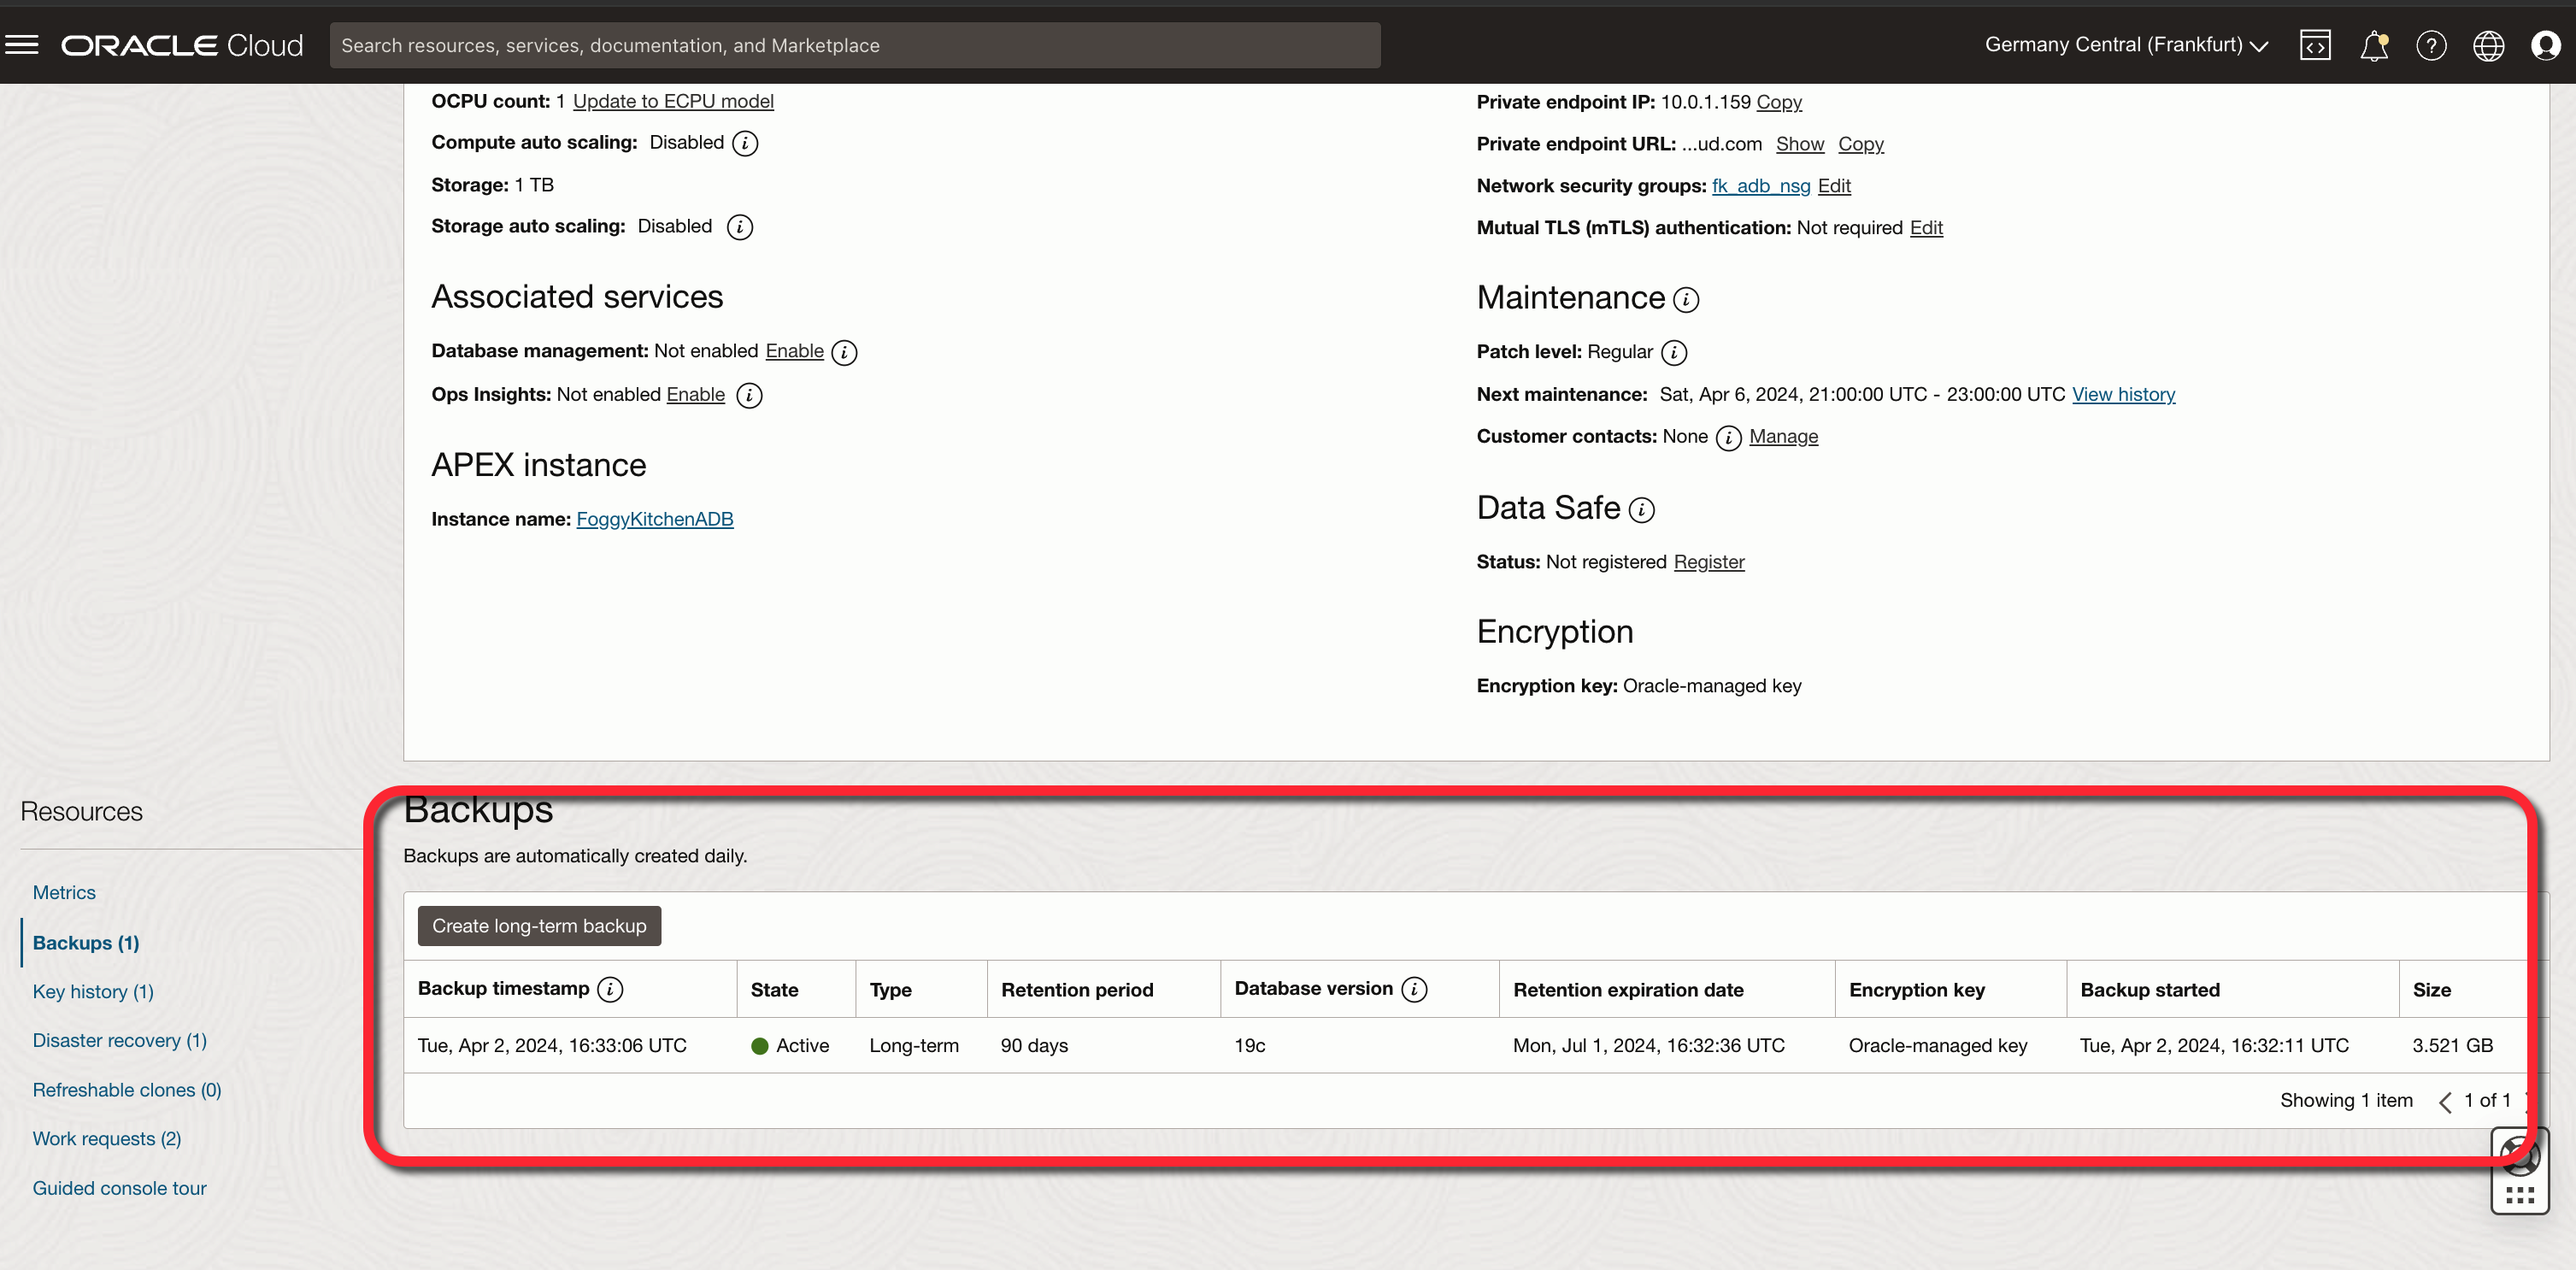 ORACLE Cloud
Search resources, services, documentation, and Marketplace
Germany Central (Frankfurt)
OCPU count: 1 Update to ECPU model
Compute auto scaling: Disabled
Storage: 1 TB
Storage auto scaling: Disabled
Associated services
Database management: Not enabled Enable
Ops Insights: Not enabled Enable
APEX instance
Instance name: FoggyKitchenADB
Private endpoint IP: 10.0.1.159 Copy
Private endpoint URL: ...ud.com Show Copy
Network security groups: fk_adb_nsg Edit
Mutual TLS (mTLS) authentication: Not required Edit
Maintenance
Patch level: Regular
Next maintenance: Sat, Apr 6, 2024, 21:00:00 UTC - 23:00:00 UTC View history
Customer contacts: None Manage
Data Safe
Status: Not registered Register
Encryption
Encryption key: Oracle-managed key
Resources
Metrics
Backups (1)
Key history (1)
Disaster recovery (1)
Refreshable clones (0)
Work requests (2)
Guided console tour
Backups
Backups are automatically created daily.
Create long-term backup
Backup timestamp State Type Retention period Database version Retention expiration date Encryption key Backup started Size
Tue, Apr 2, 2024, 16:33:06 UTC Active Long-term 90 days 19c Mon, Jul 1, 2024, 16:32:36 UTC Oracle-managed key Tue, Apr 2, 2024, 16:32:11 UTC 3.521 GB
Showing 1 item 1 of 1